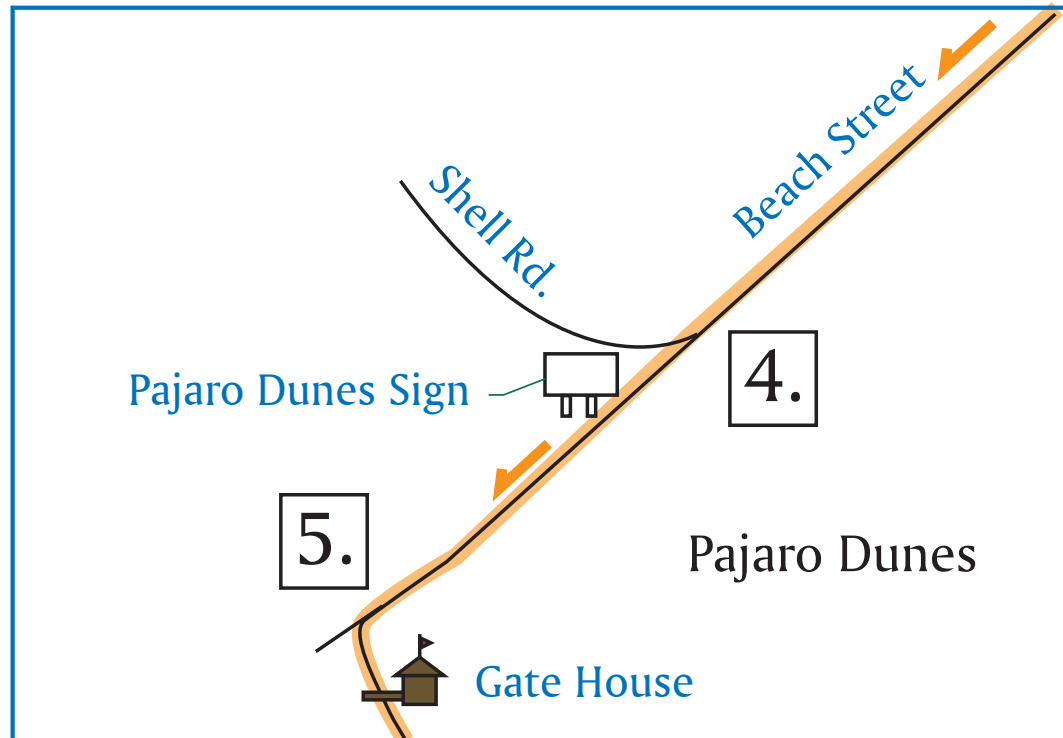 Beach Street
Shell Rd.
4.
Pajaro Dunes Sign
5.
Pajaro Dunes
Gate House